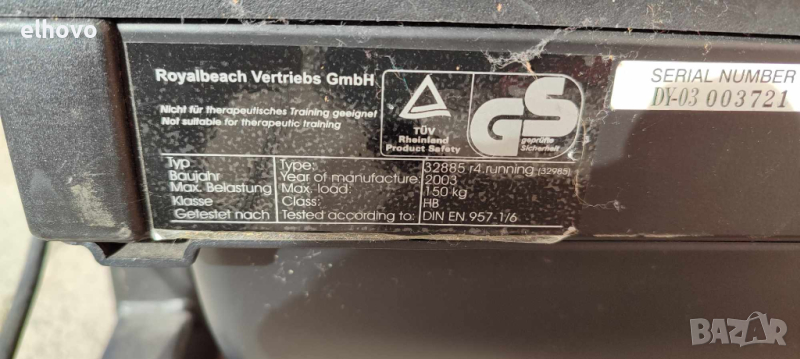 elhovo
Royalbeach Vertriebs GmbH
Nicht für therapeutisches Training geeignet
Not suitable for therapeutic training
TÜV
Rheinland
Product Safety
GS
geprüfte
Sicherheit
SERIAL NUMBER
DY-03 003721
Typ Type: 32885 r4.running (32985)
Baujahr Year of manufacture: 2003
Max. Belastung Max. load: 150 kg
Klasse Class: HB
Getestet nach Tested according to: DIN EN 957-1/6
BAZAR